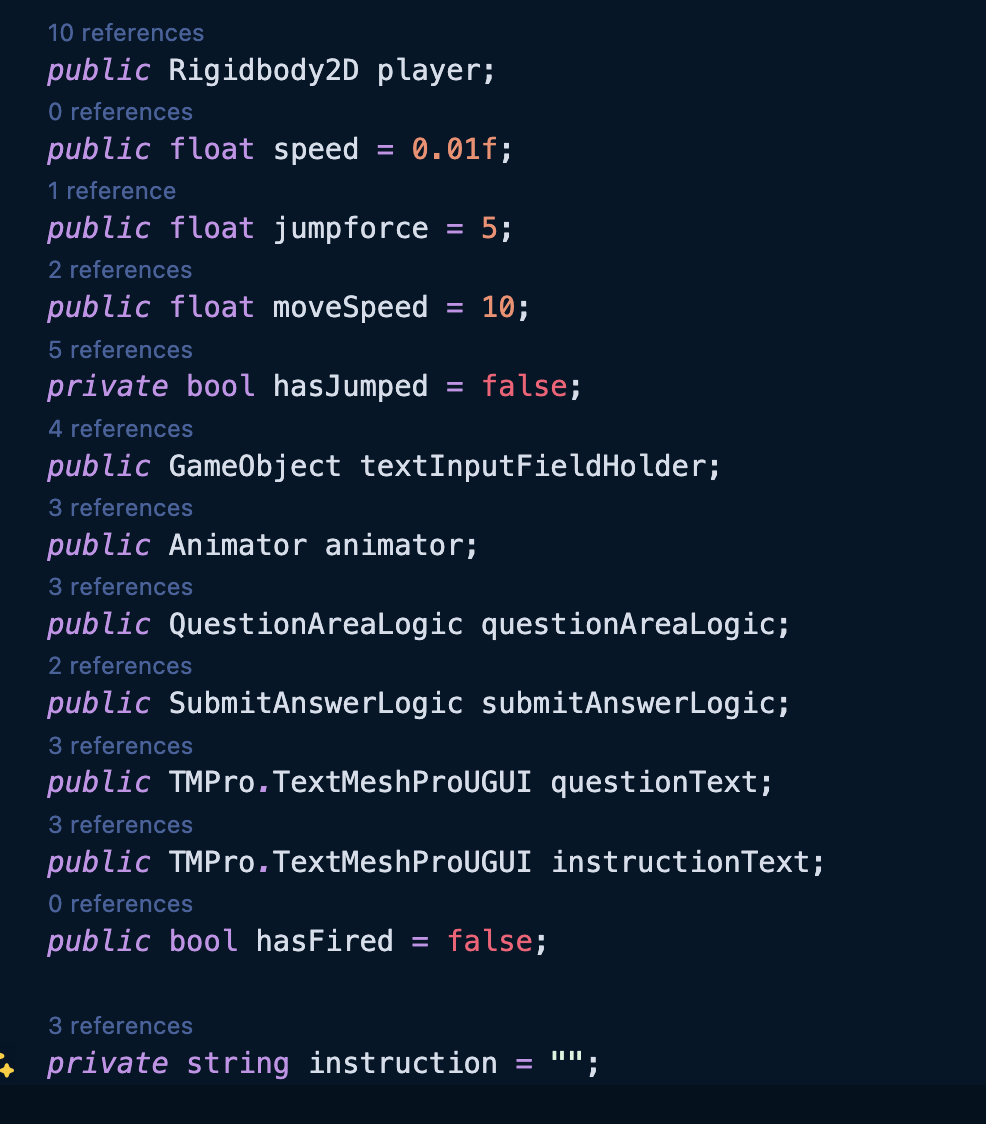 10 references
public Rigidbody2D player;
0 references
public float speed = 0.01f;
1 reference
public float jumpforce = 5;
2 references
public float moveSpeed = 10;
5 references
private bool hasJumped = false;
4 references
public GameObject textInputFieldHolder;
3 references
public Animator animator;
3 references
public QuestionAreaLogic questionAreaLogic;
2 references
public SubmitAnswerLogic submitAnswerLogic;
3 references
public TMPro.TextMeshProUGUI questionText;
3 references
public TMPro.TextMeshProUGUI instructionText;
0 references
public bool hasFired = false;
3 references
private string instruction = "";